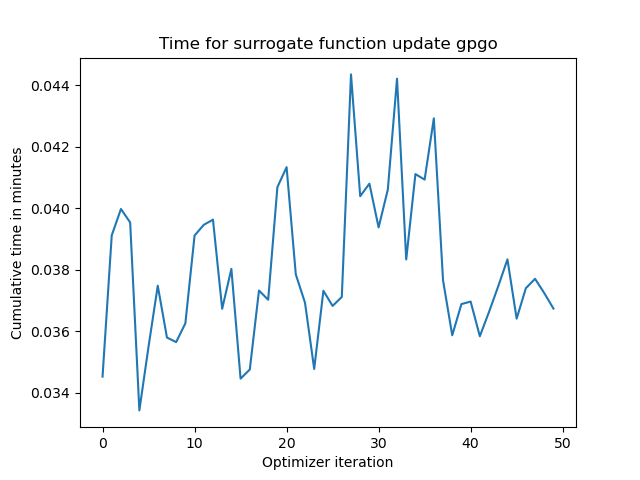 Time for surrogate function update gpgo
0.044
0.042
0.040
0.038
0.036
0.034
Cumulative time in minutes
0 10 20 30 40 50
Optimizer iteration